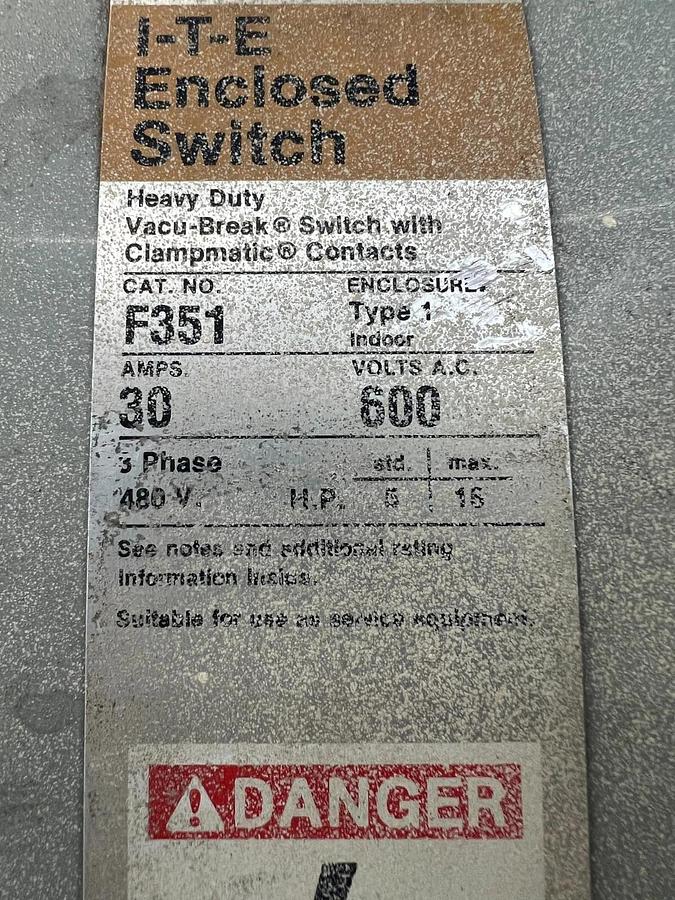 I-T-E
Enclosed
Switch
Heavy Duty
Vacu-Break® Switch with
Clampmatic® Contacts
CAT. NO. ENCLOSURE
F351 Type 1
Indoor
AMPS. VOLTS A.C.
30 600
3 Phase std. max.
480 V. H.P. 5 15
See notes and additional rating
information inside.
Suitable for use as service equipment.
DANGER